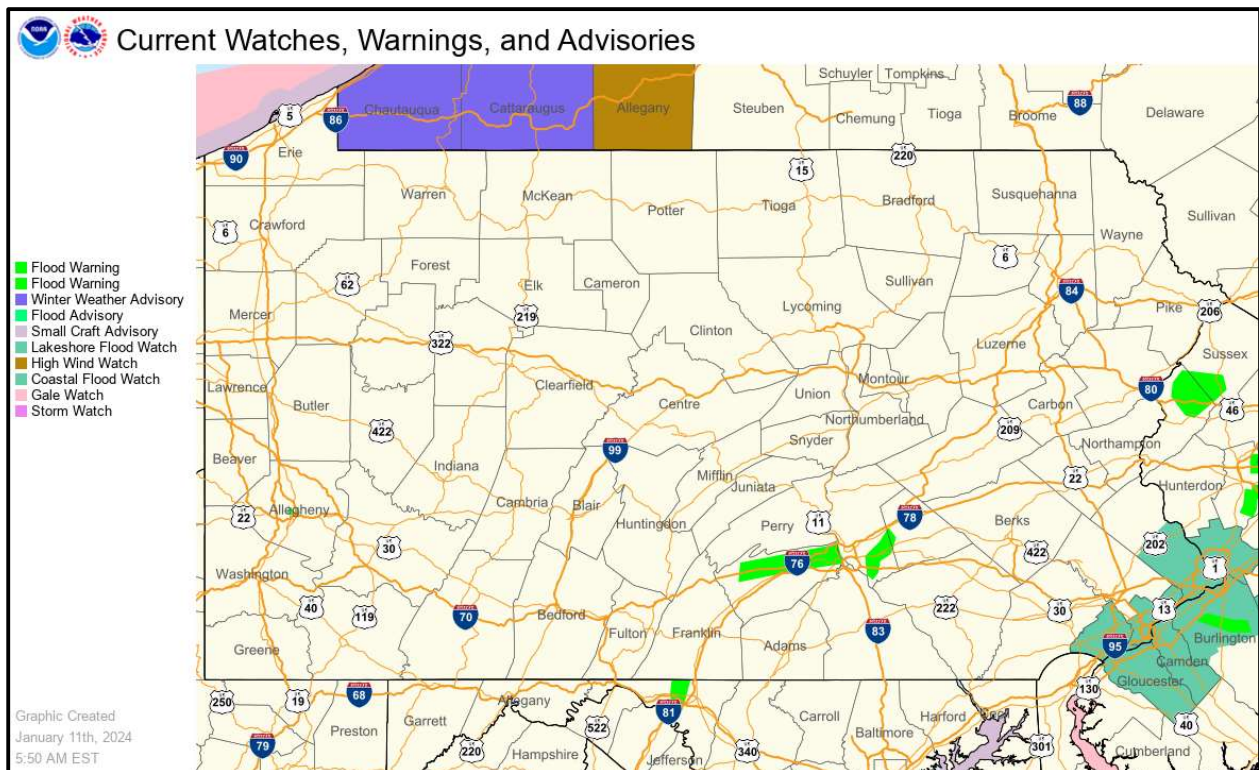 NOAA
Current Watches, Warnings, and Advisories
Flood Warning
Flood Warning
Winter Weather Advisory
Flood Advisory
Small Craft Advisory
Lakeshore Flood Watch
High Wind Watch
Coastal Flood Watch
Gale Watch
Storm Watch
Graphic Created
January 11th, 2024
5:50 AM EST
Schuyler Tompkins
Chautauqua Cattaraugus Allegany Steuben Chemung Tioga Broome 88 Delaware
5 86
Erie 90
220
15
Warren McKean Potter Tioga Bradford Susquehanna
Crawford 6
Sullivan
Wayne
Forest Elk Cameron Sullivan 6
62 84
Mercer 219 Lycoming Pike 206
322 Clinton Luzerne Sussex
Lawrence Clearfield Montour 80
Butler Centre Union Carbon 46
422 Northumberland 209
Snyder Northampton
99
Beaver Indiana Mifflin 22
Cambria Blair Juniata Hunterdon
22 Allegheny Huntingdon Perry 11 78 Berks
30 422 202
76 1
Washington
40 119 70 Bedford 222 30 13
Fulton Franklin Adams 83 95 Burlington
Greene Camden
Gloucester
250 19 68 Allegany 81 130
Preston Garrett 522 Carroll Harford 40
79 220 Hampshire Jefferson 340 Baltimore 301 Cumberland